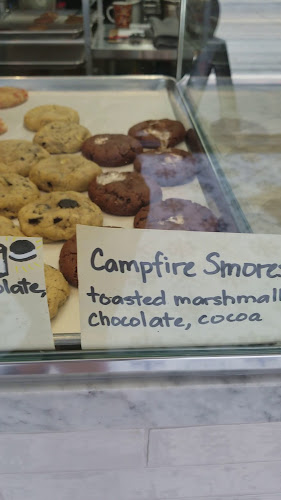 Campfire Smores
toasted marshmall
chocolate, cocoa
olate,